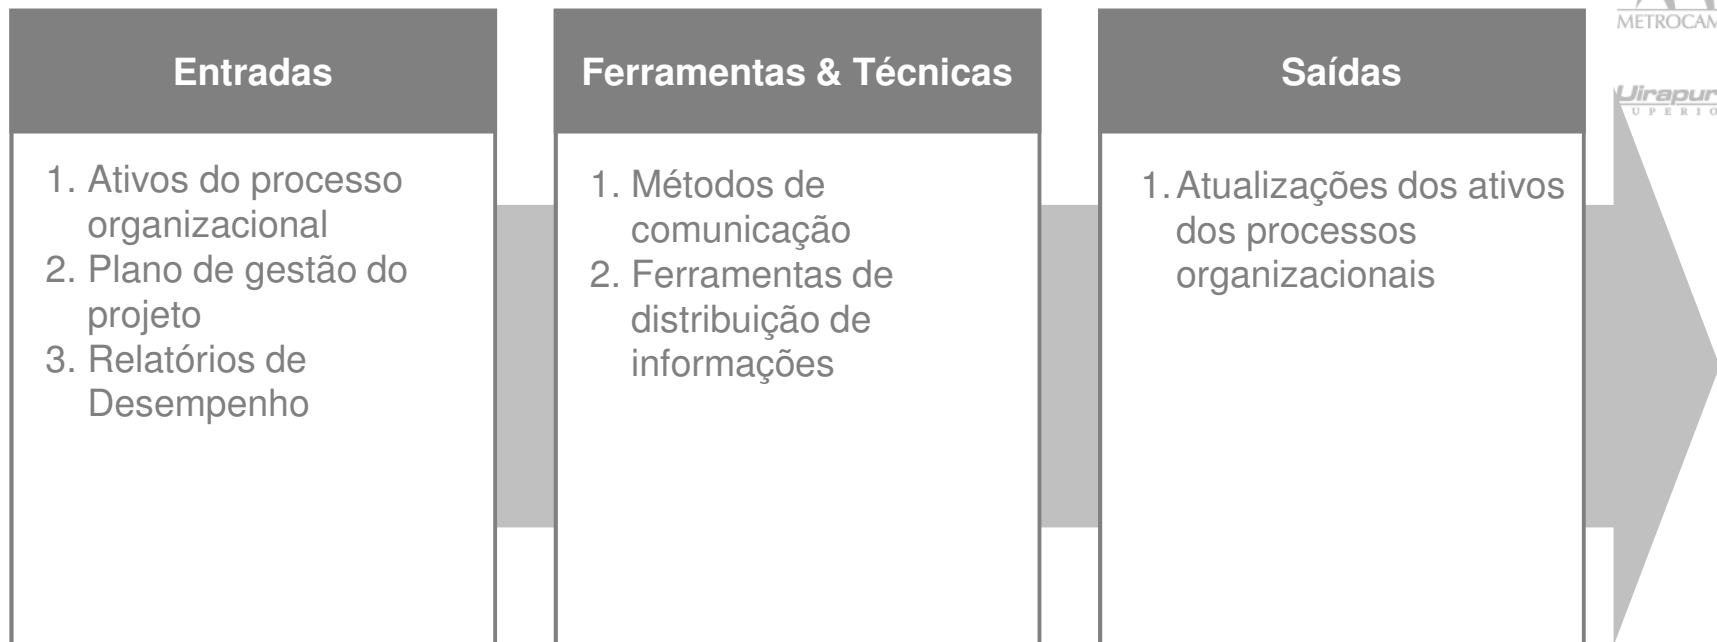 METROCAM
Uirapur
UPERIO
Entradas
1. Ativos do processo
organizacional
2. Plano de gestão do
projeto
3. Relatórios de
Desempenho
Ferramentas & Técnicas
1. Métodos de
comunicação
2. Ferramentas de
distribuição de
informações
Saídas
1. Atualizações dos ativos
dos processos
organizacionais